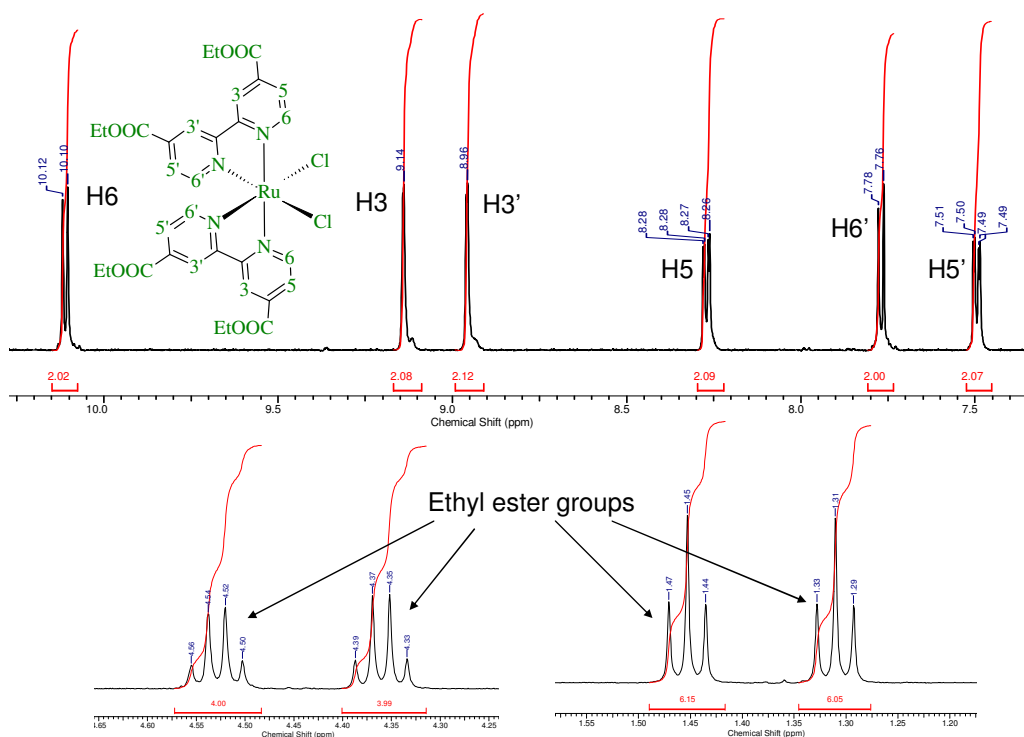 EtOOC
EtOOC
3
5
6
3'
N
5'
N
6'
Ru
Cl
Cl
6'
5'
N
N
3'
6
5
3
EtOOC
EtOOC
10.12
10.10
H6
9.14
H3
8.96
H3'
8.28
8.28
8.27
8.26
H5
7.78
7.76
H6'
7.51
7.50
7.49
7.49
H5'
2.02
2.08
2.12
2.09
2.00
2.07
10.0 9.5 9.0 8.5 8.0 7.5
Chemical Shift (ppm)
Ethyl ester groups
4.56
4.54
4.52
4.50
4.39
4.37
4.35
4.33
4.00
3.99
4.65 4.60 4.55 4.50 4.45 4.40 4.35 4.30 4.25
Chemical Shift (ppm)
1.47
1.45
1.44
1.33
1.31
1.29
6.15
6.05
1.55 1.50 1.45 1.40 1.35 1.30 1.25 1.20
Chemical Shift (ppm)